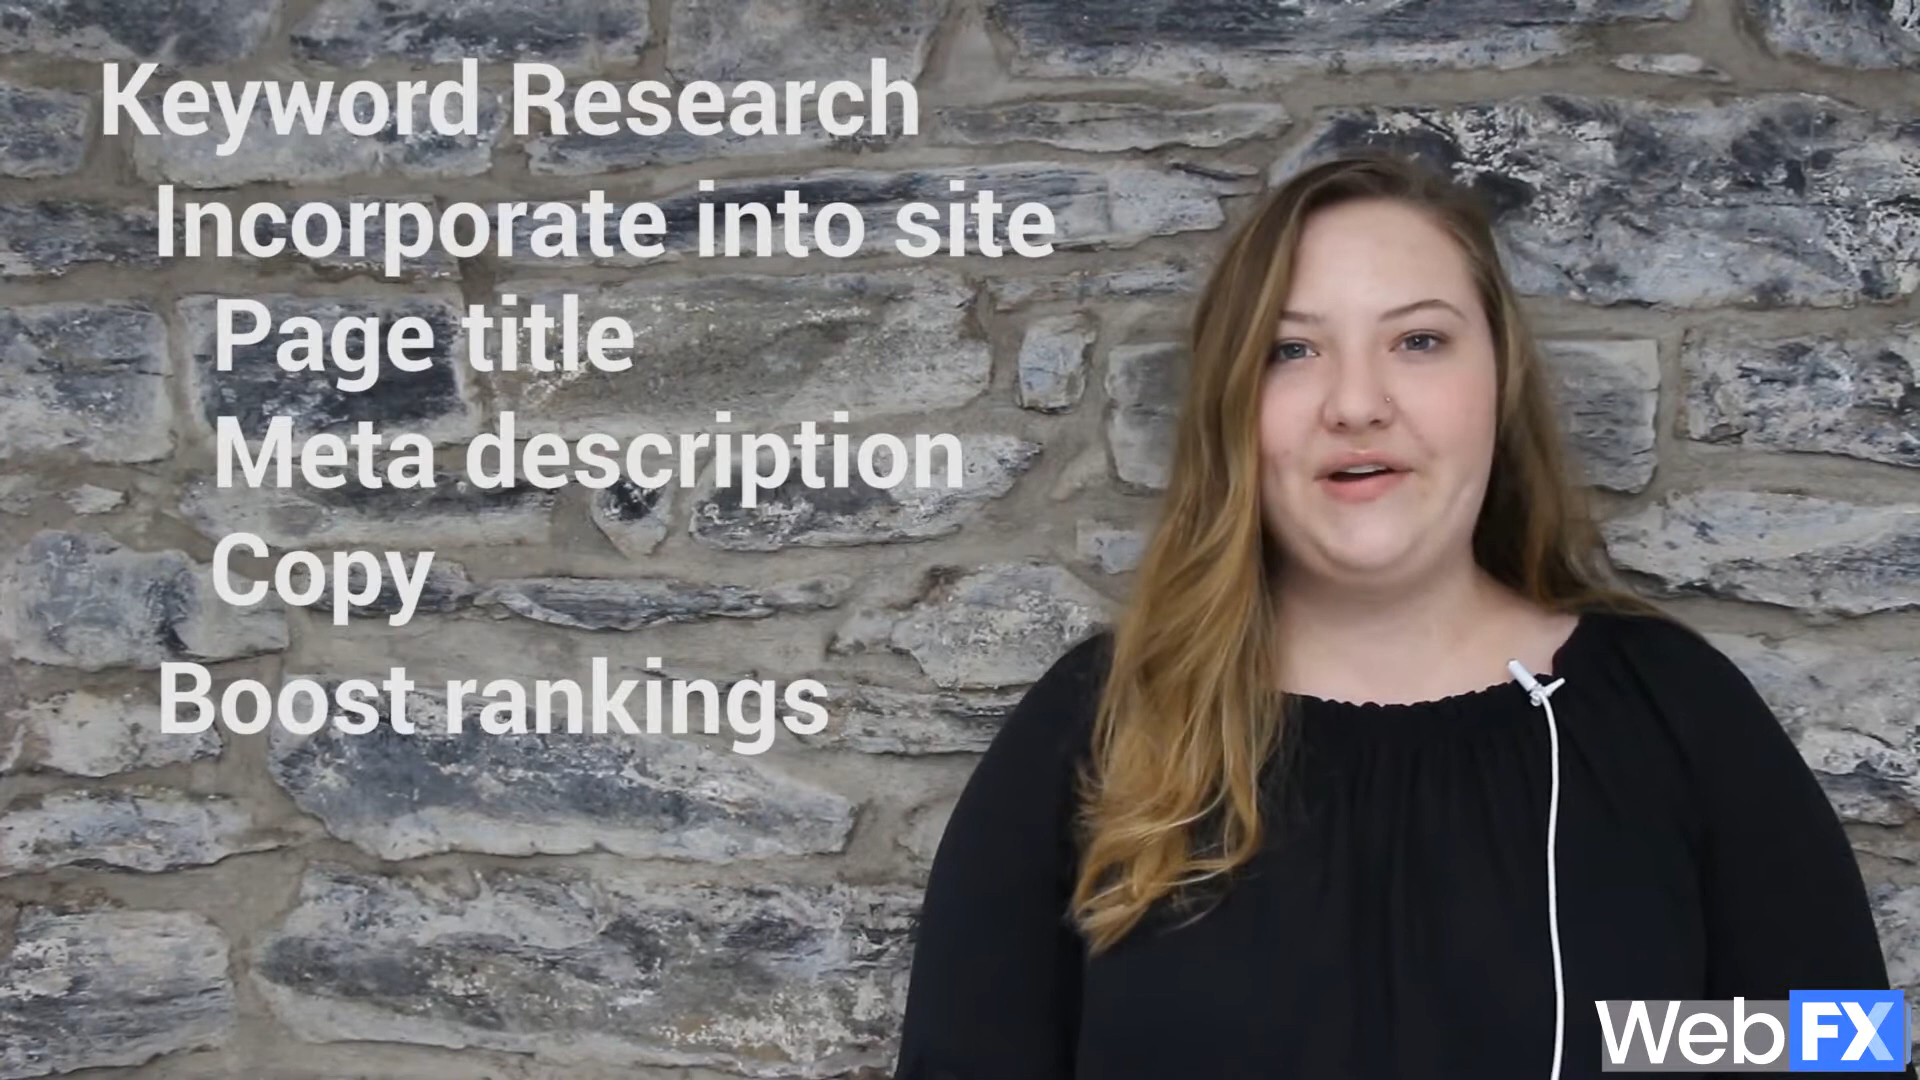 Keyword Research
Incorporate into site
Page title
Meta description
Copy
Boost rankings
WebFX